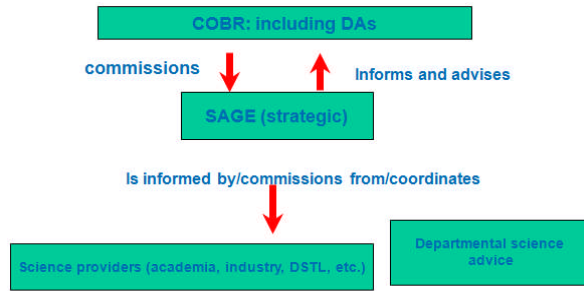 COBR: including DAs
commissions
Informs and advises
SAGE (strategic)
Is informed by/commissions from/coordinates
Science providers (academia, industry, DSTL, etc.)
Departmental science
advice